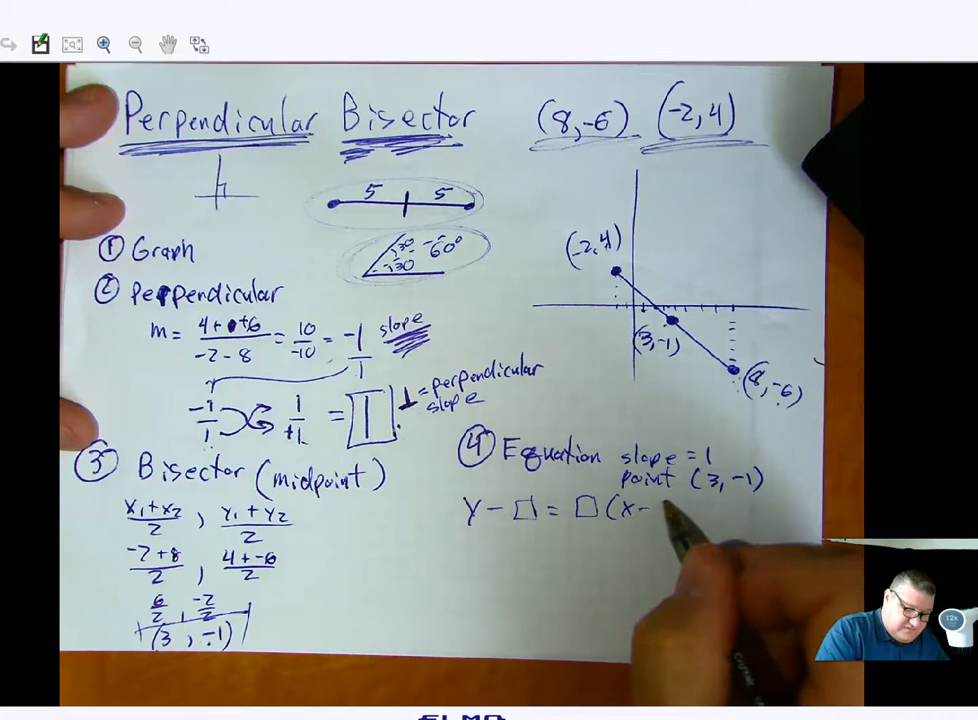 Perpendicular Bisector
(8,-6) (-2,4)
5 5
30
30
-60°
① Graph
② Perpendicular
m = 4++6/-2-8 = 10/-10 = -1/1 slope
-1/1 1/+1 = 1 ⊥ = perpendicular
slope
(-2,4)
(3,-1)
(8,-6)
③ Bisector (midpoint)
x₁+x₂/2 , y₁+y₂/2
-2+8/2 , 4+-6/2
6/2 , -2/2
(3, -1)
④ Equation slope = 1
point (3,-1)
y - □ = □ (x -
12x
ELMO